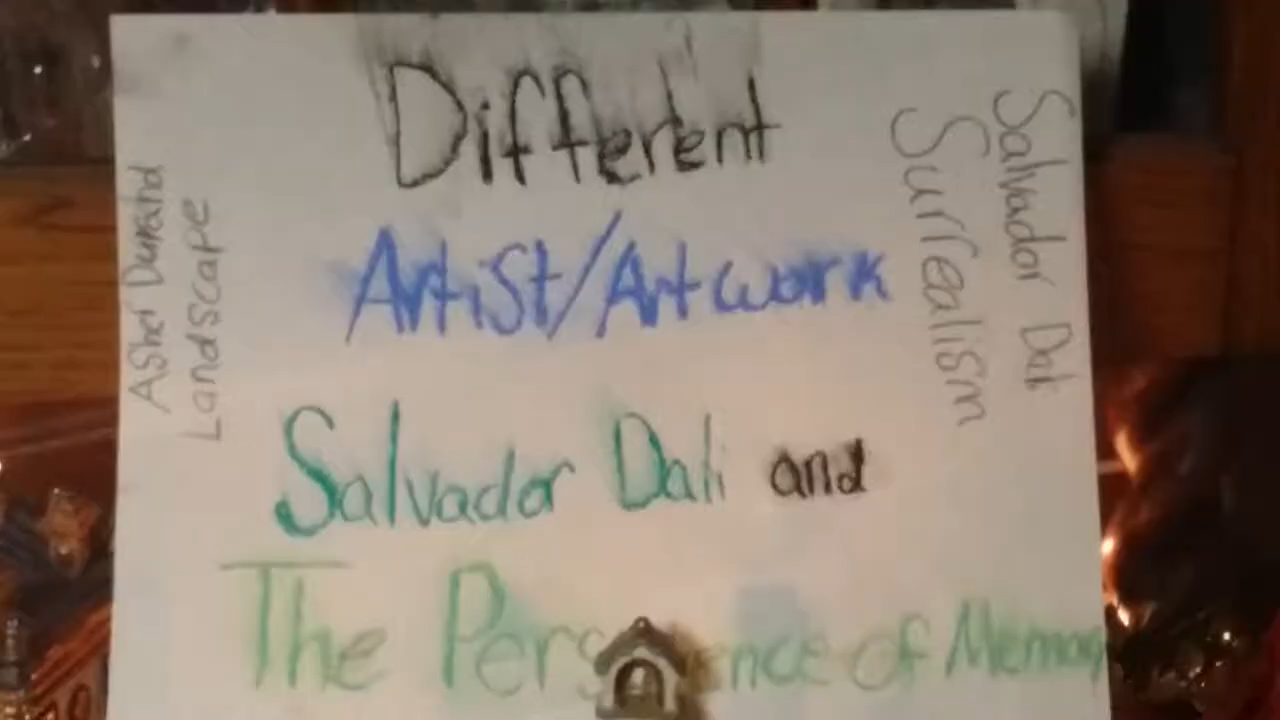 Different
Artist/Artwork
Salvador Dali and
The Pers nce of Memory
Asher Durand
Landscape
Salvador Dali
Surrealism